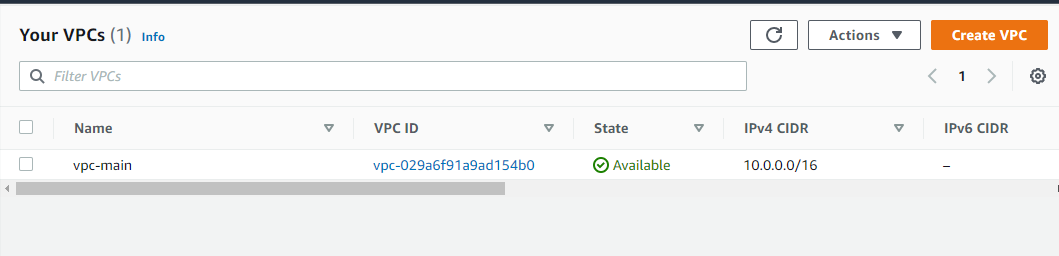 Your VPCs (1) Info Actions Create VPC
Filter VPCs 1
Name VPC ID State IPv4 CIDR IPv6 CIDR
vpc-main vpc-029a6f91a9ad154b0 Available 10.0.0.0/16 –